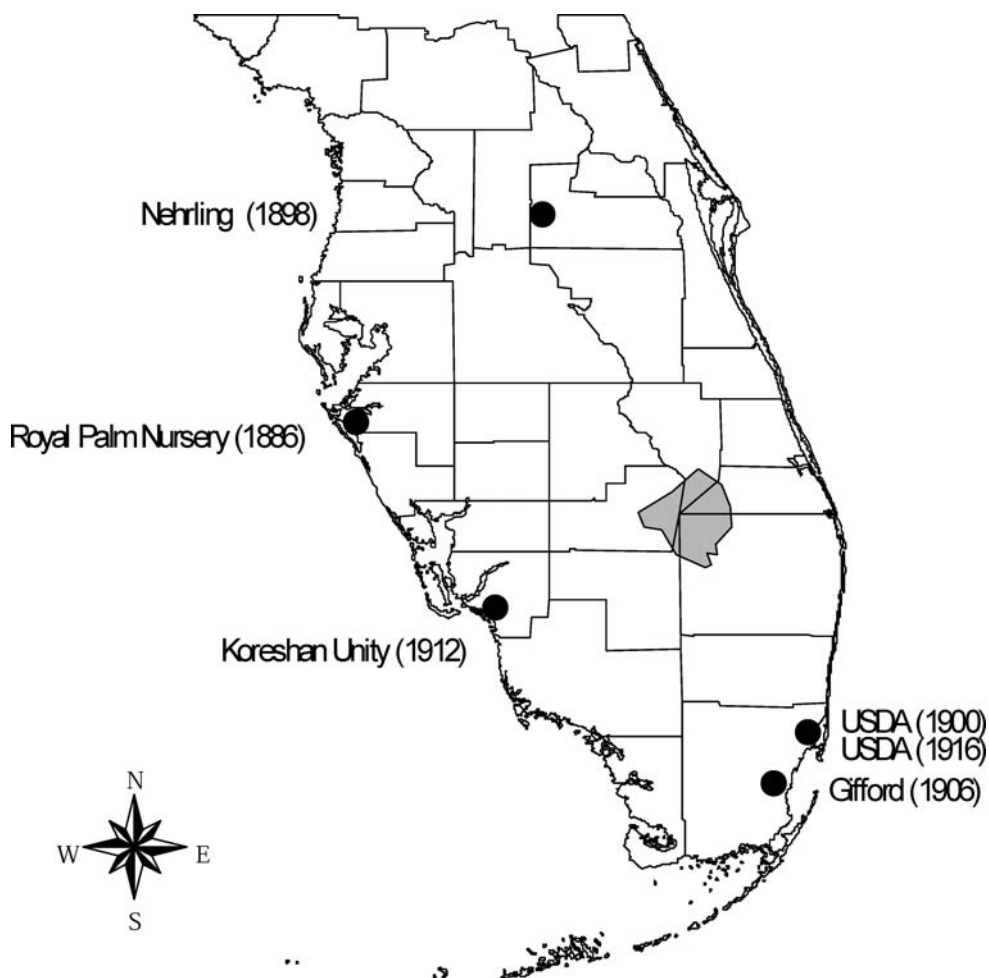 Nehrling (1898)
Royal Palm Nursery (1886)
Koreshan Unity (1912)
USDA (1900)
USDA (1916)
Gifford (1906)
N
W E
S